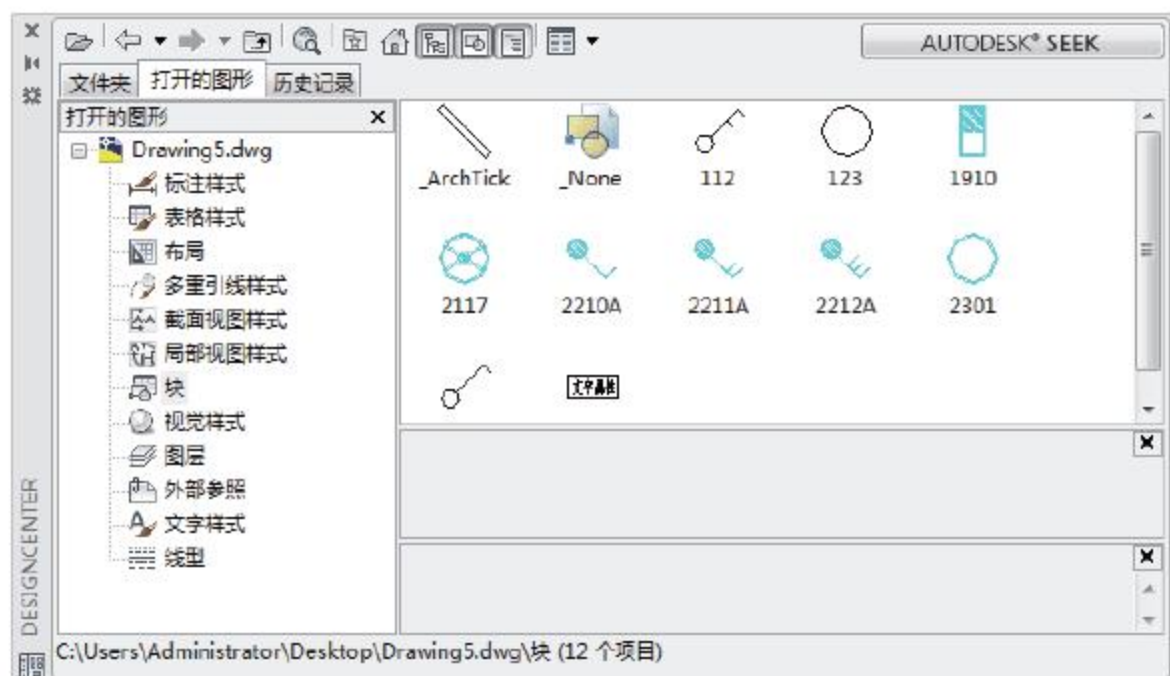 AUTODESK® SEEK
文件夹 打开的图形 历史记录
打开的图形
Drawing5.dwg
标注样式
表格样式
布局
多重引线样式
截面视图样式
局部视图样式
块
视觉样式
图层
外部参照
文字样式
线型
_ArchTick _None 112 123 1910
2117 2210A 2211A 2212A 2301
DESIGNCENTER
C:\Users\Administrator\Desktop\Drawing5.dwg\块 (12 个项目)